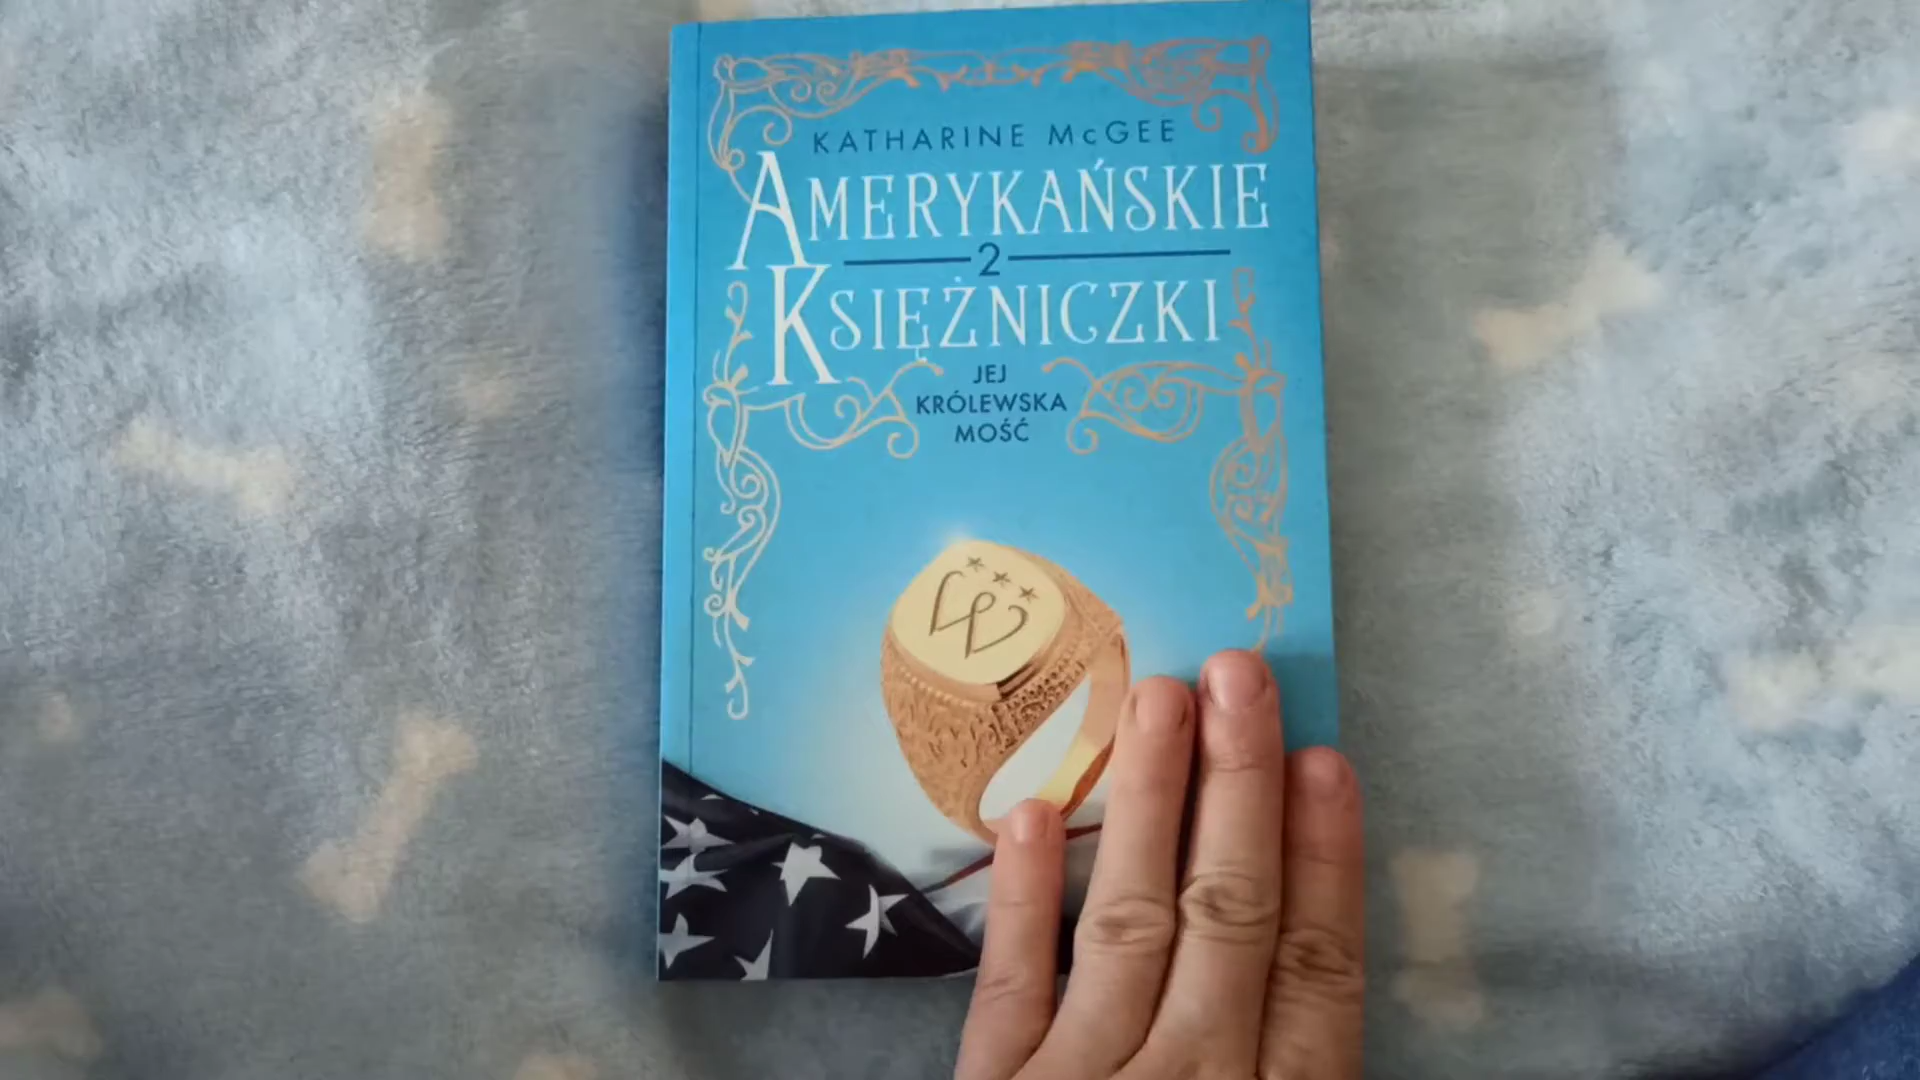 KATHARINE McGEE
AMERYKAŃSKIE
2
KSIĘŻNICZKI
JEJ
KRÓLEWSKA
MOŚĆ
W